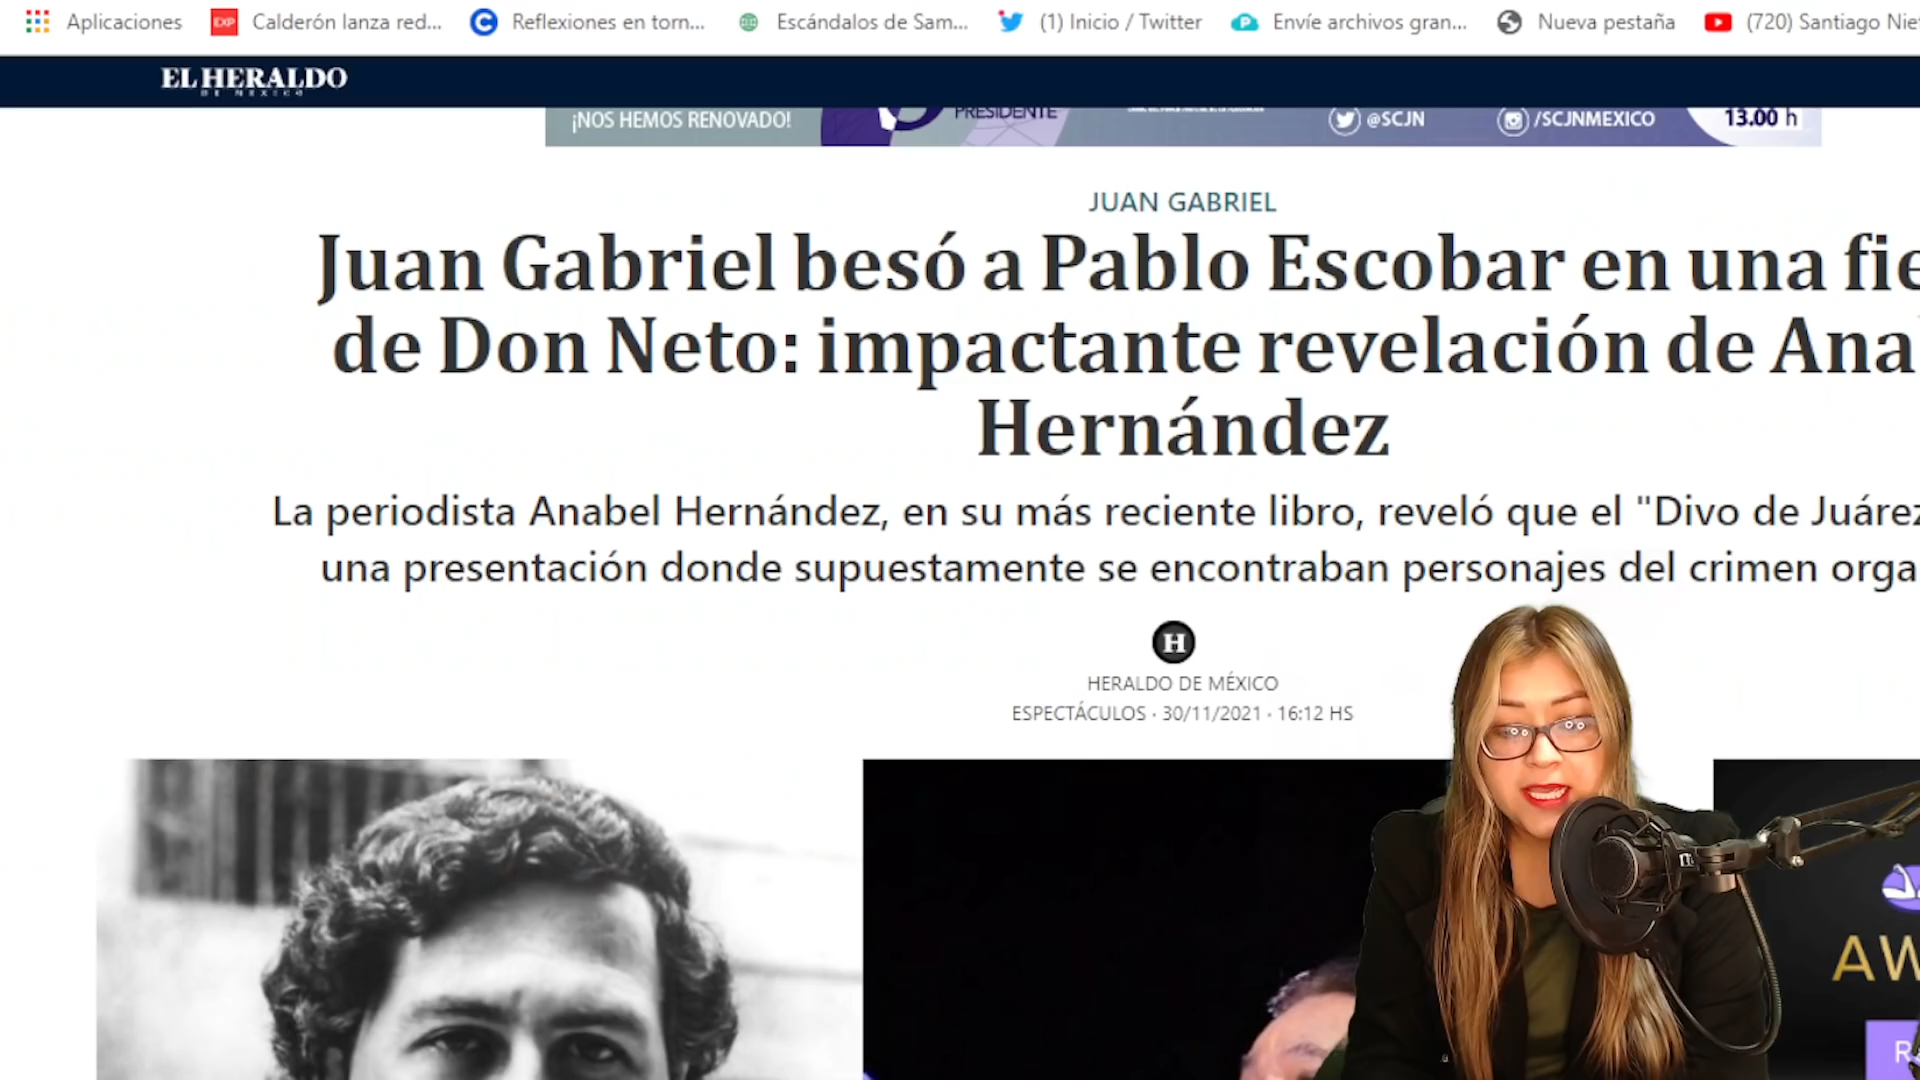 Aplicaciones
EXP
Calderón lanza red...
Reflexiones en torn...
Escándalos de Sam...
(1) Inicio / Twitter
Envíe archivos gran...
Nueva pestaña
(720) Santiago Nie
EL HERALDO
DE MÉXICO
¡NOS HEMOS RENOVADO!
PRESIDENTE
@SCJN
/SCJNMEXICO
13.00 h
JUAN GABRIEL
Juan Gabriel besó a Pablo Escobar en una fie
de Don Neto: impactante revelación de Ana
Hernández
La periodista Anabel Hernández, en su más reciente libro, reveló que el "Divo de Juárez
una presentación donde supuestamente se encontraban personajes del crimen orga
H
HERALDO DE MÉXICO
ESPECTÁCULOS · 30/11/2021 · 16:12 HS
AW
R